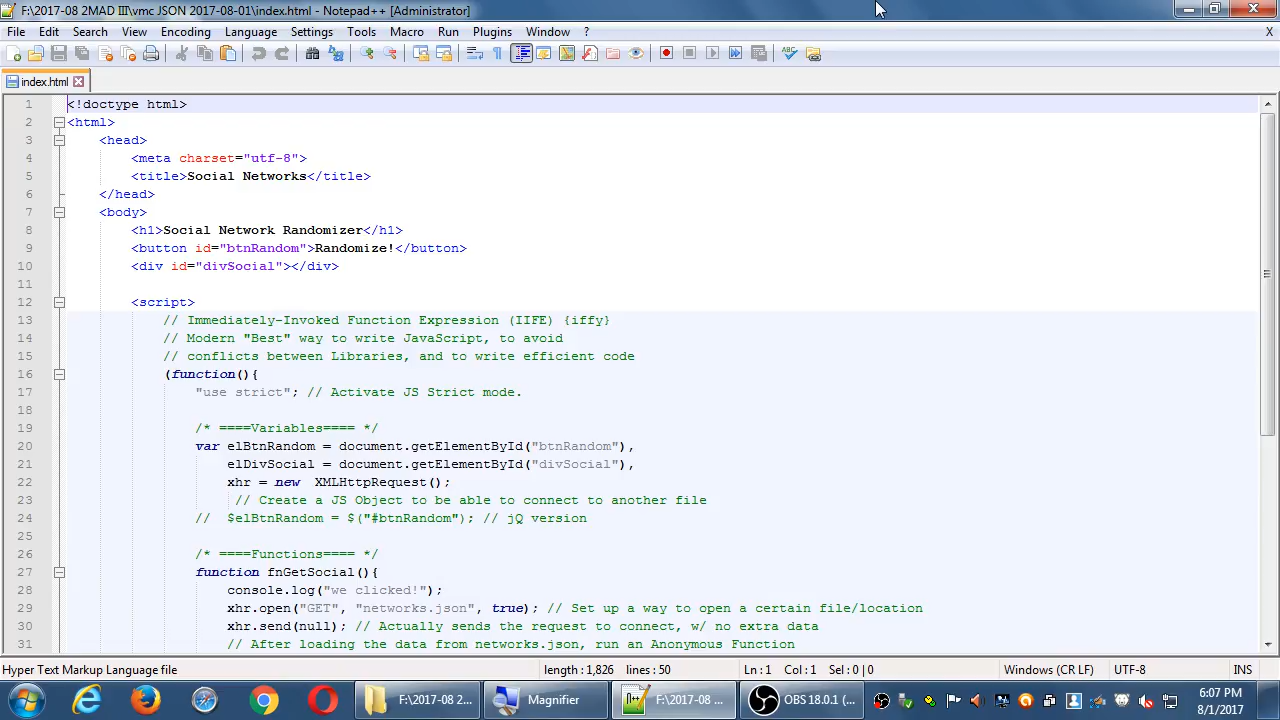 F:\2017-08 2MAD III\vmc JSON 2017-08-01\index.html - Notepad++ [Administrator]
File Edit Search View Encoding Language Settings Tools Macro Run Plugins Window ? X
index.html
1 <!doctype html>
2 <html>
3 <head>
4 <meta charset="utf-8">
5 <title>Social Networks</title>
6 </head>
7 <body>
8 <h1>Social Network Randomizer</h1>
9 <button id="btnRandom">Randomize!</button>
10 <div id="divSocial"></div>
11
12 <script>
13 // Immediately-Invoked Function Expression (IIFE) {iffy}
14 // Modern "Best" way to write JavaScript, to avoid
15 // conflicts between Libraries, and to write efficient code
16 (function(){
17 "use strict"; // Activate JS Strict mode.
18
19 /* ====Variables==== */
20 var elBtnRandom = document.getElementById("btnRandom"),
21 elDivSocial = document.getElementById("divSocial"),
22 xhr = new XMLHttpRequest();
23 // Create a JS Object to be able to connect to another file
24 // $elBtnRandom = $("#btnRandom"); // jQ version
25
26 /* ====Functions==== */
27 function fnGetSocial(){
28 console.log("we clicked!");
29 xhr.open("GET", "networks.json", true); // Set up a way to open a certain file/location
30 xhr.send(null); // Actually sends the request to connect, w/ no extra data
31 // After loading the data from networks.json, run an Anonymous Function
Hyper Text Markup Language file length : 1,826 lines : 50 Ln : 1 Col : 1 Sel : 0 | 0 Windows (CR LF) UTF-8 INS
F:\2017-08 2... Magnifier F:\2017-08 ... OBS 18.0.1 (... 6:07 PM
8/1/2017